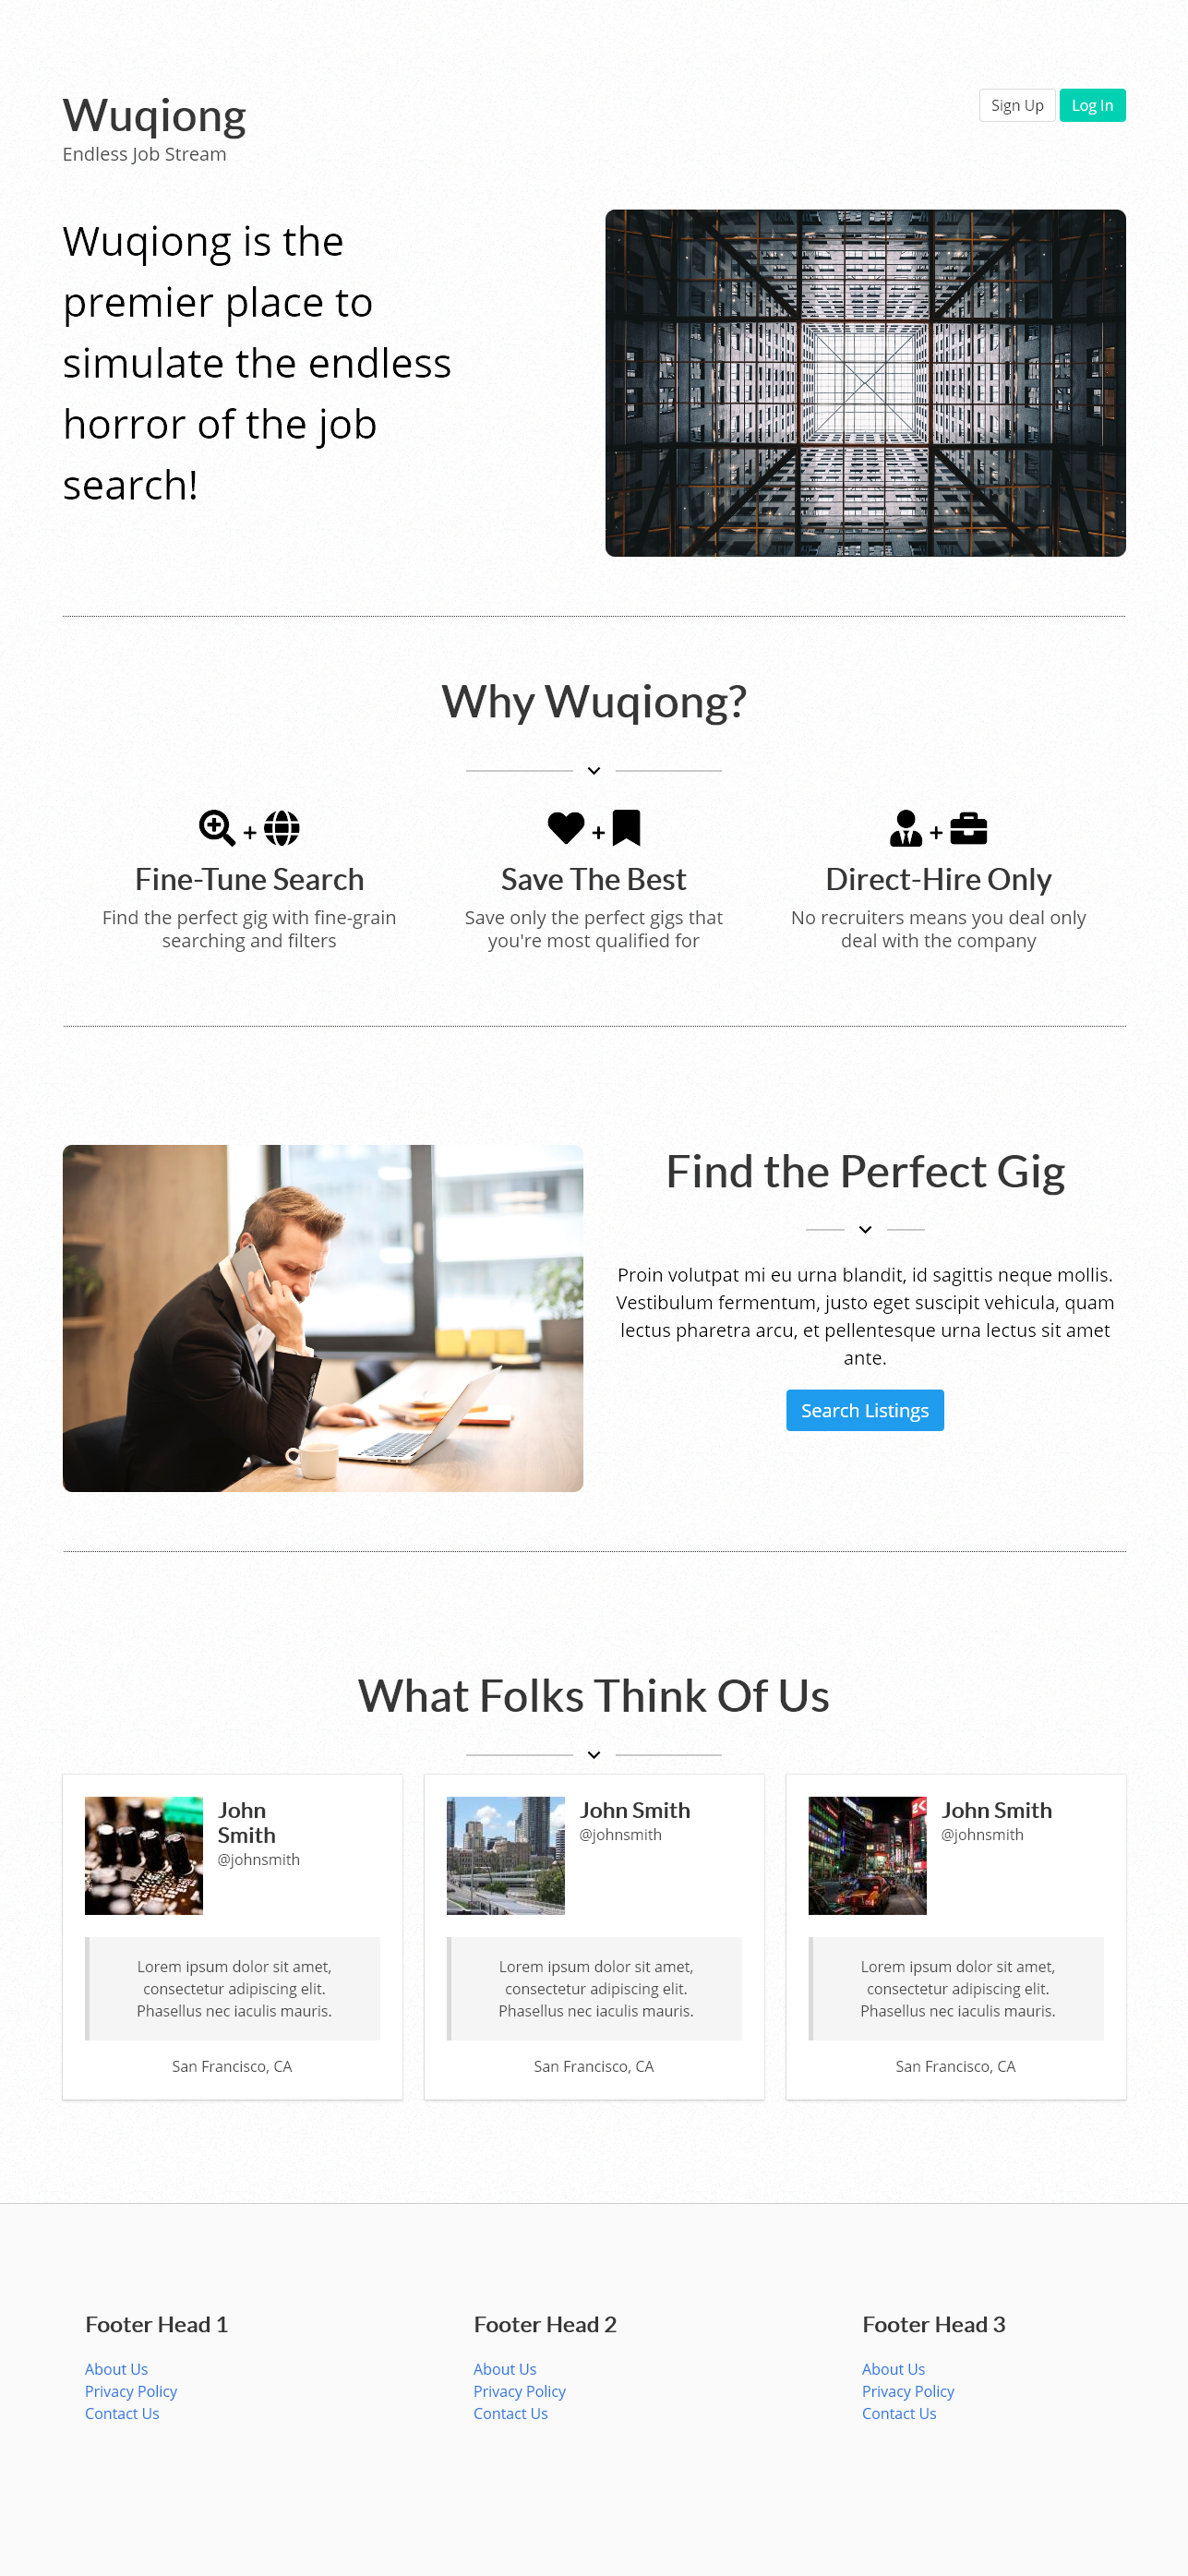 Wuqiong
Endless Job Stream
Sign Up
Log In
Wuqiong is the
premier place to
simulate the endless
horror of the job
search!
Why Wuqiong?
Fine-Tune Search
Find the perfect gig with fine-grain
searching and filters
Save The Best
Save only the perfect gigs that
you're most qualified for
Direct-Hire Only
No recruiters means you deal only
deal with the company
Find the Perfect Gig
Proin volutpat mi eu urna blandit, id sagittis neque mollis.
Vestibulum fermentum, justo eget suscipit vehicula, quam
lectus pharetra arcu, et pellentesque urna lectus sit amet
ante.
Search Listings
What Folks Think Of Us
John
Smith
@johnsmith
Lorem ipsum dolor sit amet,
consectetur adipiscing elit.
Phasellus nec iaculis mauris.
San Francisco, CA
John Smith
@johnsmith
Lorem ipsum dolor sit amet,
consectetur adipiscing elit.
Phasellus nec iaculis mauris.
San Francisco, CA
John Smith
@johnsmith
Lorem ipsum dolor sit amet,
consectetur adipiscing elit.
Phasellus nec iaculis mauris.
San Francisco, CA
Footer Head 1
About Us
Privacy Policy
Contact Us
Footer Head 2
About Us
Privacy Policy
Contact Us
Footer Head 3
About Us
Privacy Policy
Contact Us